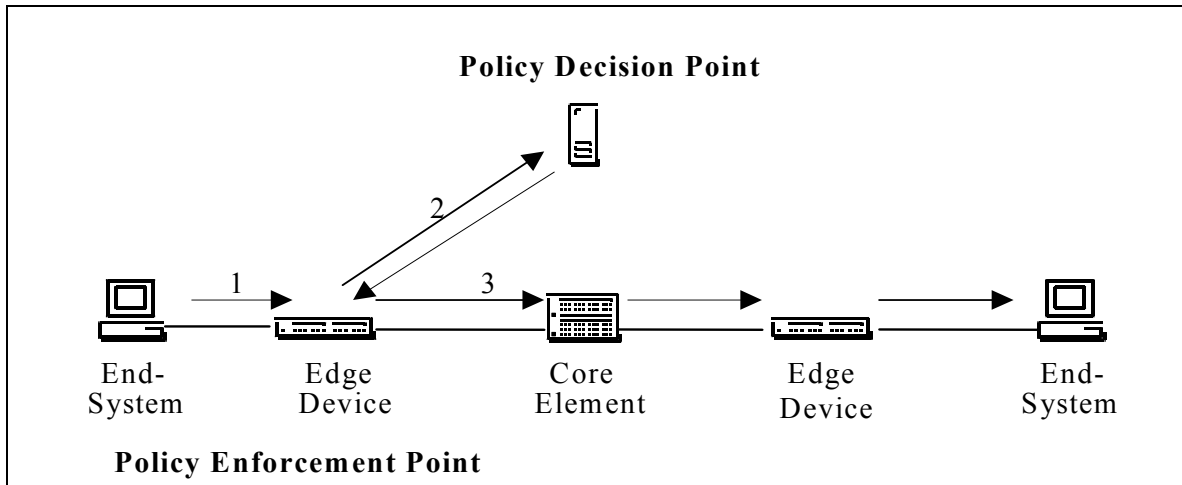 Policy Decision Point
2
1
3
End-
System
Edge
Device
Core
Element
Edge
Device
End-
System
Policy Enforcement Point